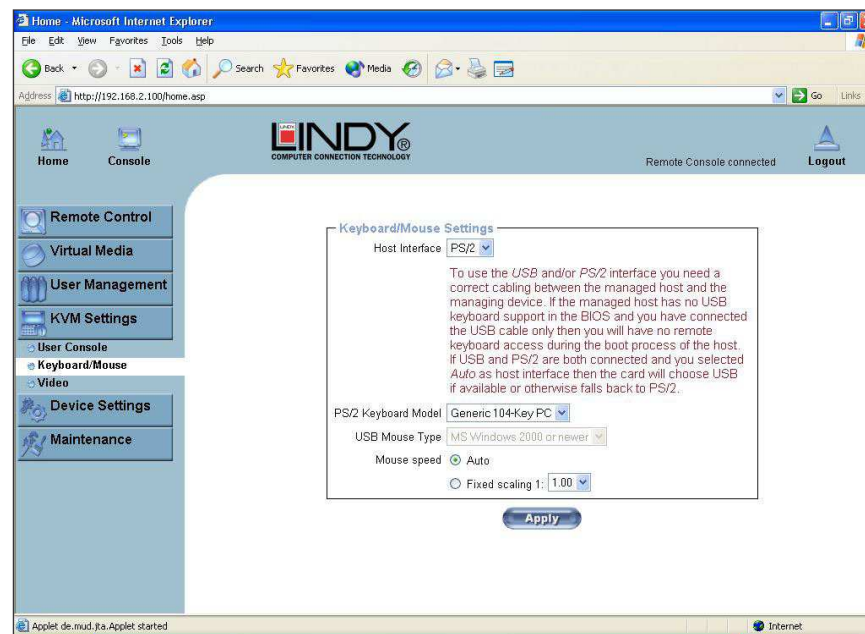 Home - Microsoft Internet Explorer
File Edit View Favorites Tools Help
Back Search Favorites Media
Address http://192.168.2.100/home.asp Go Links
Home Console
LINDY
LINDY®
COMPUTER CONNECTION TECHNOLOGY
Remote Console connected Logout
Remote Control
Virtual Media
User Management
KVM Settings
User Console
Keyboard/Mouse
Video
Device Settings
Maintenance
Keyboard/Mouse Settings
Host Interface PS/2
To use the USB and/or PS/2 interface you need a
correct cabling between the managed host and the
managing device. If the managed host has no USB
keyboard support in the BIOS and you have connected
the USB cable only then you will have no remote
keyboard access during the boot process of the host.
If USB and PS/2 are both connected and you selected
Auto as host interface then the card will choose USB
if available or otherwise falls back to PS/2.
PS/2 Keyboard Model Generic 104-Key PC
USB Mouse Type MS Windows 2000 or newer
Mouse speed Auto
Fixed scaling 1: 1.00
Apply
Applet de.mud.jta.Applet started Internet